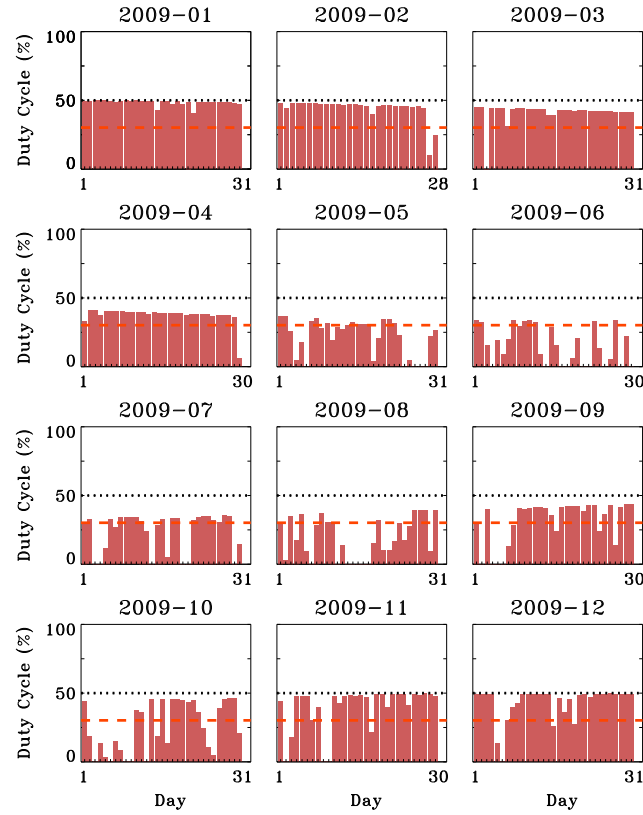 2009-01 2009-02 2009-03
Duty Cycle (%)
100
50
0
1 31 1 28 1 31
2009-04 2009-05 2009-06
Duty Cycle (%)
100
50
0
1 30 1 31 1 30
2009-07 2009-08 2009-09
Duty Cycle (%)
100
50
0
1 31 1 31 1 30
2009-10 2009-11 2009-12
Duty Cycle (%)
100
50
0
1 31 1 30 1 31
Day Day Day